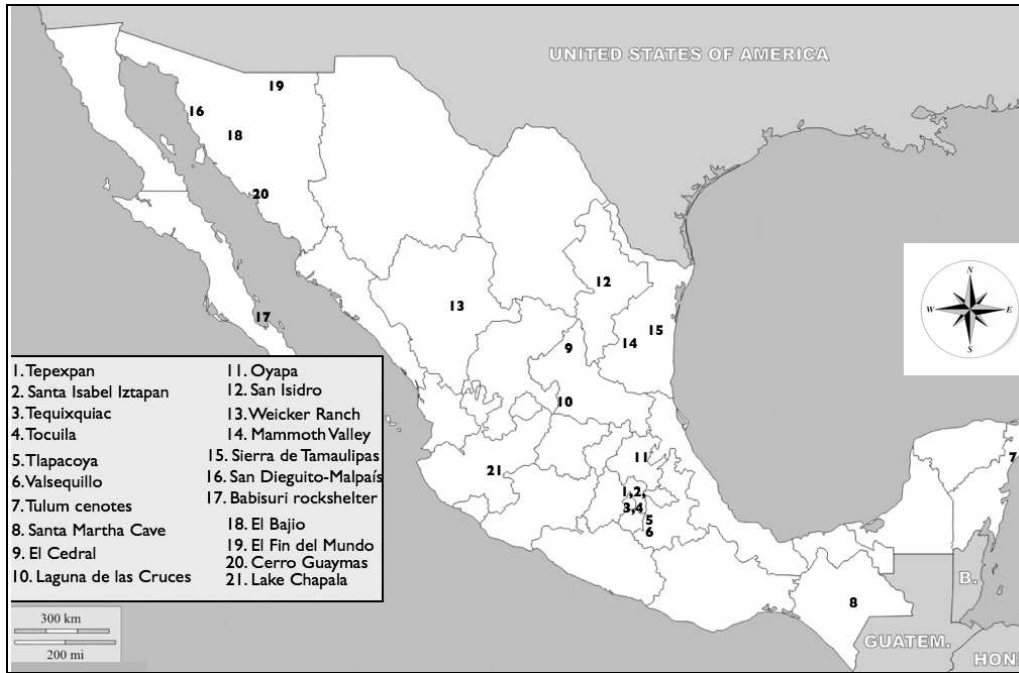 UNITED STATES OF AMERICA
19
16
18
20
12
13
17
15
14
9
10
N
W E
S
7
11
21
1,2,
3,4
5
6
1. Tepexpan
2. Santa Isabel Iztapan
3. Tequixquiac
4. Tocuila
5. Tlapacoya
6. Valsequillo
7. Tulum cenotes
8. Santa Martha Cave
9. El Cedral
10. Laguna de las Cruces
11. Oyapa
12. San Isidro
13. Weicker Ranch
14. Mammoth Valley
15. Sierra de Tamaulipas
16. San Dieguito-Malpaís
17. Babisuri rockshelter
18. El Bajio
19. El Fin del Mundo
20. Cerro Guaymas
21. Lake Chapala
B.
8
GUATEM.
HON
300 km
200 mi